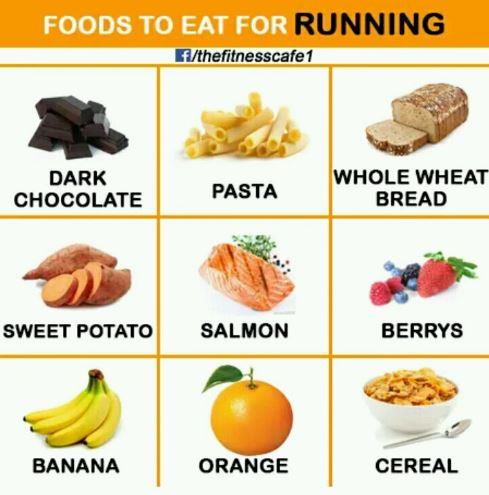 FOODS TO EAT FOR RUNNING
f/thefitnesscafe1
DARK
CHOCOLATE
PASTA
WHOLE WHEAT
BREAD
SWEET POTATO
SALMON
BERRYS
BANANA
ORANGE
CEREAL